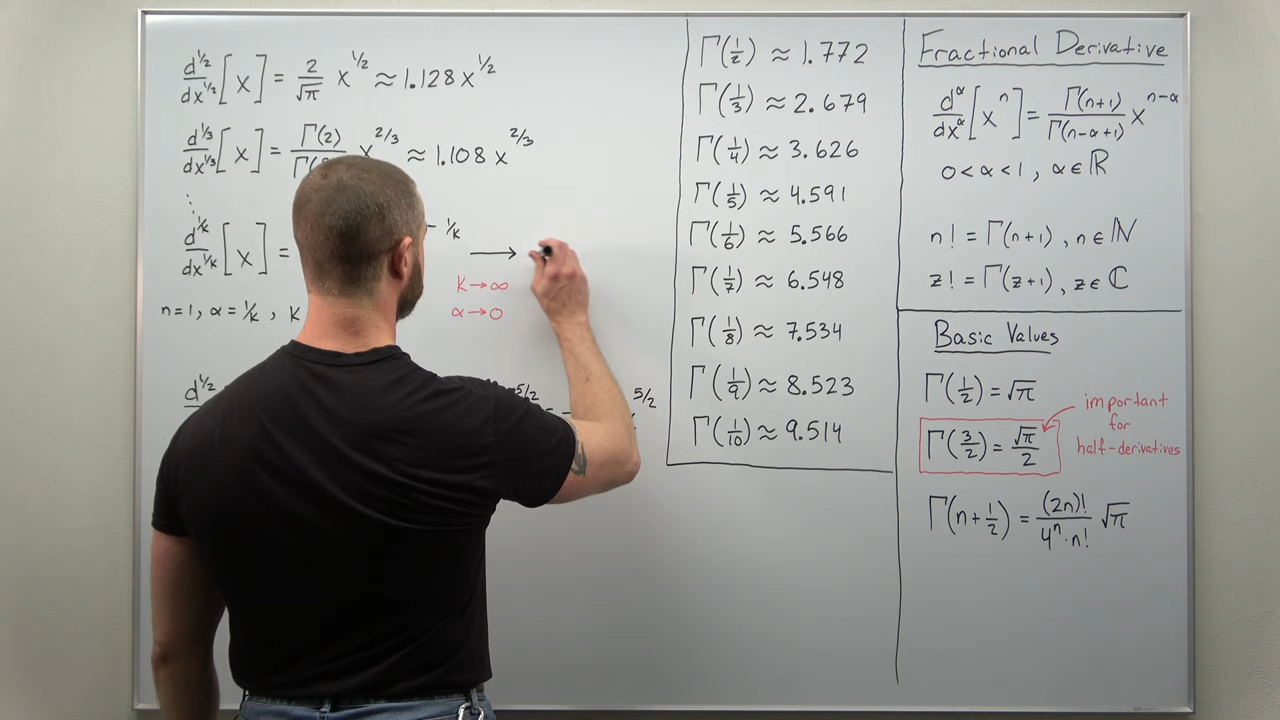 d^{1/2}/dx^{1/2}[x] = 2/√π x^{1/2} ≈ 1.128 x^{1/2}
d^{1/3}/dx^{1/3}[x] = Γ(2)/Γ( x^{2/3} ≈ 1.108 x^{2/3}
⋱
d^{1/k}/dx^{1/k}[x] = - 1/k ⟶
k→∞
α→0
n=1, α=1/k, k
d^{1/2} 5/2 5/2
Γ(1/2) ≈ 1.772
Γ(1/3) ≈ 2.679
Γ(1/4) ≈ 3.626
Γ(1/5) ≈ 4.591
Γ(1/6) ≈ 5.566
Γ(1/7) ≈ 6.548
Γ(1/8) ≈ 7.534
Γ(1/9) ≈ 8.523
Γ(1/10) ≈ 9.514
Fractional Derivative
d^α/dx^α[x^n] = Γ(n+1)/Γ(n-α+1) x^{n-α}
0<α<1, α∈ℝ
n! = Γ(n+1), n∈ℕ
z! = Γ(z+1), z∈ℂ
Basic Values
Γ(1/2) = √π
Γ(3/2) = √π/2
important
for
half-derivatives
Γ(n+1/2) = (2n)!/4^n·n! √π